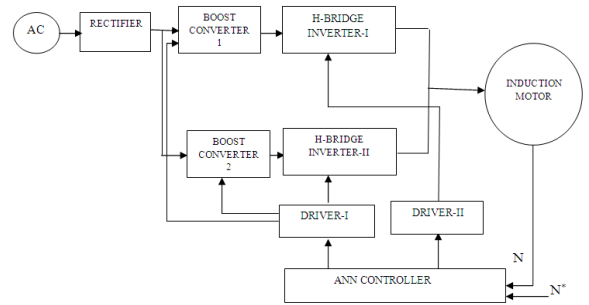 AC
RECTIFIER
BOOST
CONVERTER
1
H-BRIDGE
INVERTER-I
INDUCTION
MOTOR
BOOST
CONVERTER
2
H-BRIDGE
INVERTER-II
DRIVER-I
DRIVER-II
N
ANN CONTROLLER
N*